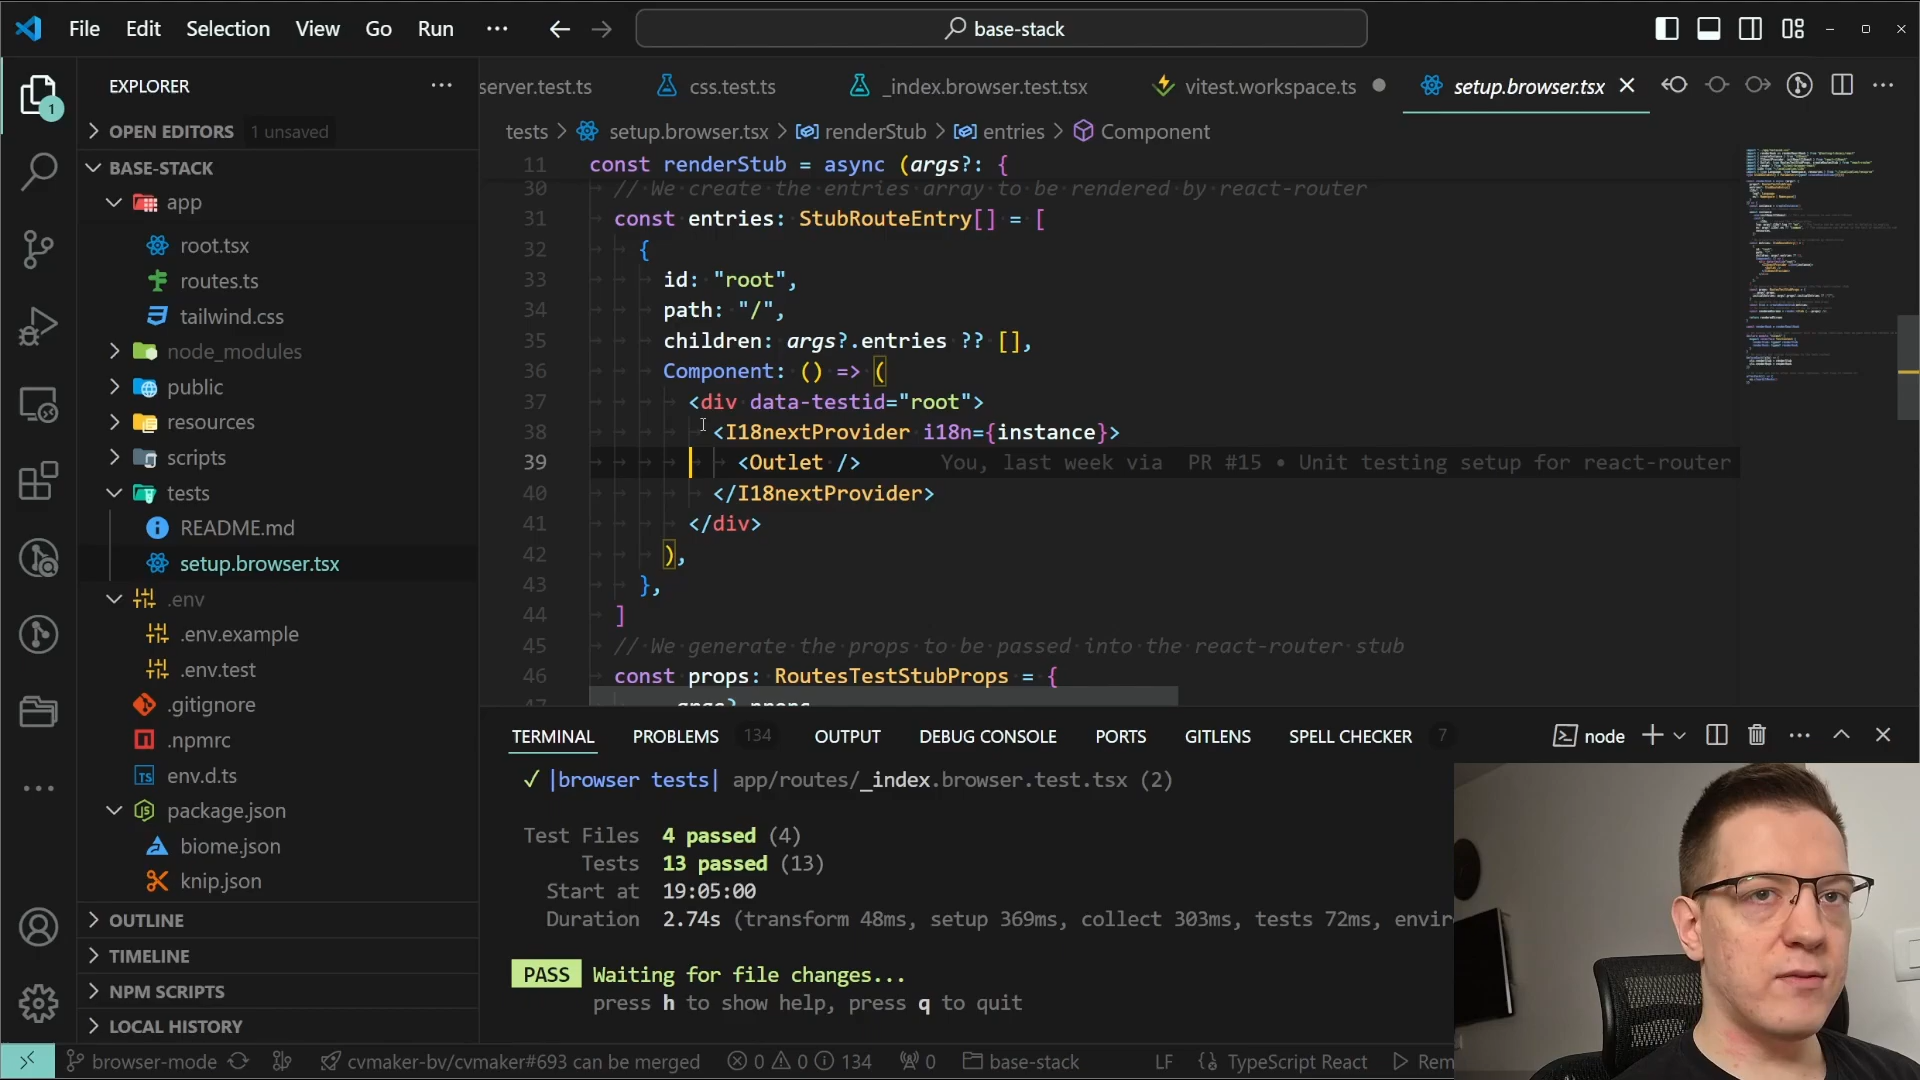 File Edit Selection View Go Run ··· base-stack
EXPLORER ···
server.test.ts css.test.ts _index.browser.test.tsx vitest.workspace.ts setup.browser.tsx
OPEN EDITORS 1 unsaved
BASE-STACK
app
root.tsx
routes.ts
tailwind.css
node_modules
public
resources
scripts
tests
README.md
setup.browser.tsx
.env
.env.example
.env.test
.gitignore
.npmrc
env.d.ts
package.json
biome.json
knip.json
OUTLINE
TIMELINE
NPM SCRIPTS
LOCAL HISTORY
tests > setup.browser.tsx > renderStub > entries > Component
11 const renderStub = async (args?: {
30 // We create the entries array to be rendered by react-router
31 const entries: StubRouteEntry[] = [
32 {
33 id: "root",
34 path: "/",
35 children: args?.entries ?? [],
36 Component: () => (
37 <div data-testid="root">
38 <I18nextProvider i18n={instance}>
39 <Outlet /> You, last week via PR #15 • Unit testing setup for react-router
40 </I18nextProvider>
41 </div>
42 ),
43 },
44 ]
45 // We generate the props to be passed into the react-router stub
46 const props: RoutesTestStubProps = {
TERMINAL PROBLEMS 134 OUTPUT DEBUG CONSOLE PORTS GITLENS SPELL CHECKER 7 node
✓ |browser tests| app/routes/_index.browser.test.tsx (2)
Test Files 4 passed (4)
Tests 13 passed (13)
Start at 19:05:00
Duration 2.74s (transform 48ms, setup 369ms, collect 303ms, tests 72ms, envir
PASS Waiting for file changes...
press h to show help, press q to quit
browser-mode cvmaker-bv/cvmaker#693 can be merged 0 0 134 0 base-stack LF TypeScript React Rem